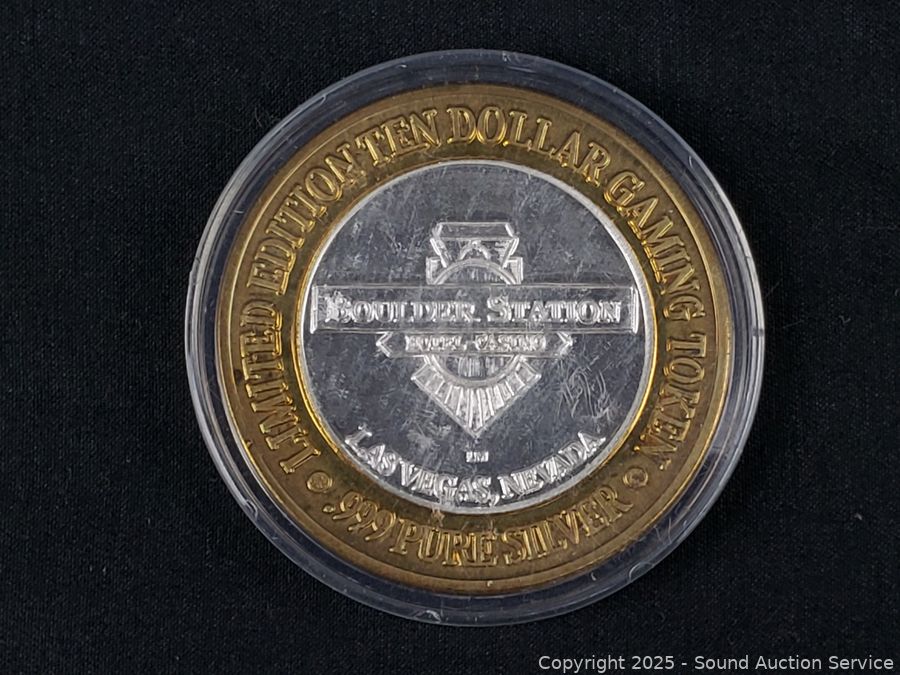 LIMITED EDITION TEN DOLLAR GAMING TOKEN
BOULDER STATION
HOTEL · CASINO
LAS VEGAS, NEVADA
.999 PURE SILVER
Copyright © 2025 - Sound Auction Service